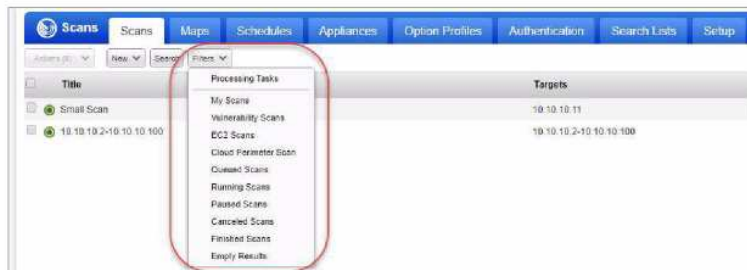 Scans Scans Maps Schedules Appliances Option Profiles Authentication Search Lists Setup
Actions (0) New Search Filters
Title Targets
Processing Tasks
My Scans
Vulnerability Scans
EC2 Scans
Cloud Perimeter Scan
Queued Scans
Running Scans
Paused Scans
Canceled Scans
Finished Scans
Empty Results
Small Scan 10.10.10.11
10.10.10.2-10.10.10.100 10.10.10.2-10.10.10.100